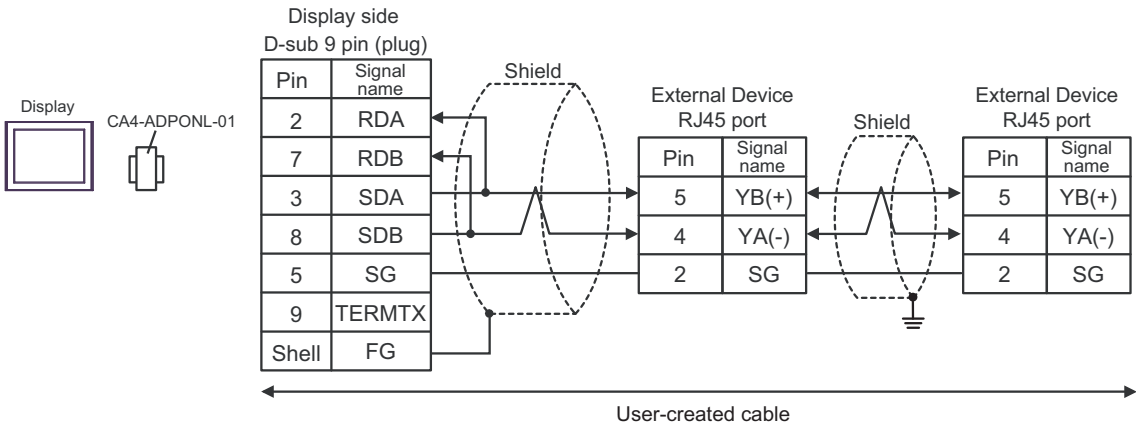 Display
CA4-ADPONL-01
Display side
D-sub 9 pin (plug)
Pin Signal name
2 RDA
7 RDB
3 SDA
8 SDB
5 SG
9 TERMTX
Shell FG
Shield
External Device
RJ45 port
Pin Signal name
5 YB(+)
4 YA(-)
2 SG
Shield
External Device
RJ45 port
Pin Signal name
5 YB(+)
4 YA(-)
2 SG
User-created cable